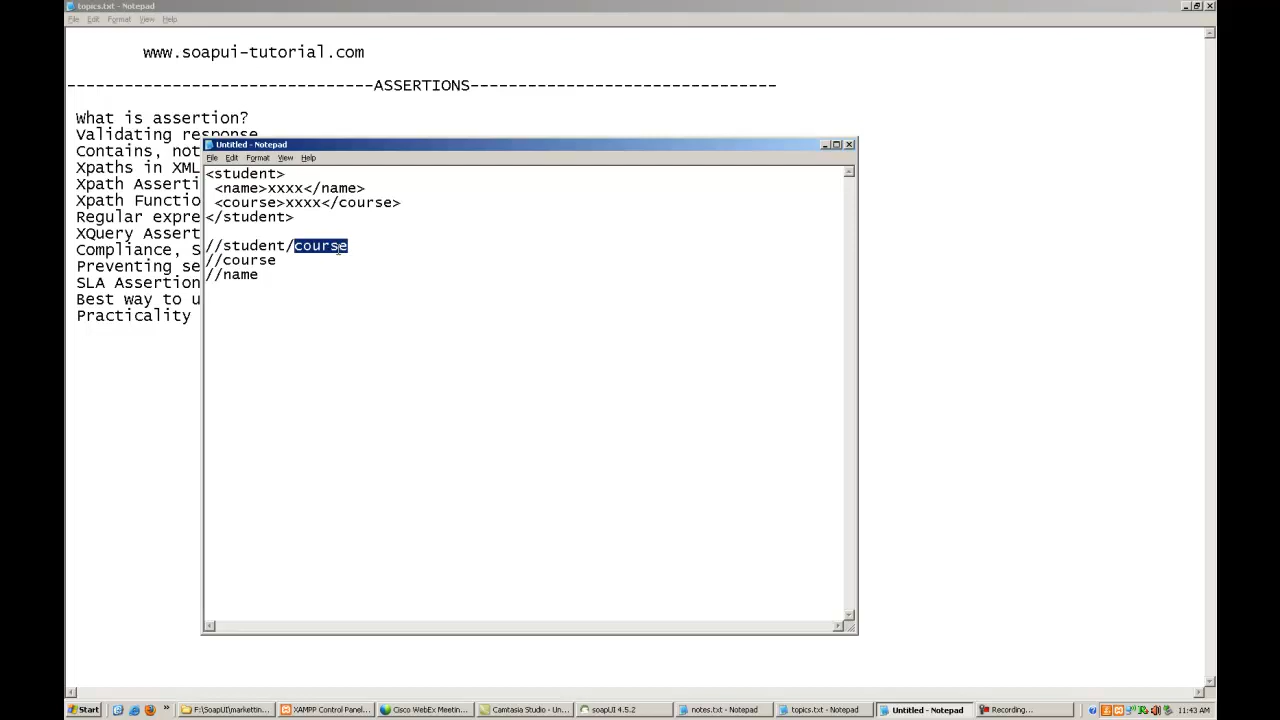 topics.txt - Notepad
File Edit Format View Help
www.soapui-tutorial.com
-------------------------------ASSERTIONS-------------------------------
What is assertion?
Validating response
Contains, not
Xpaths in XML
Xpath Asserti
Xpath Functio
Regular expre
XQuery Assert
Compliance, S
Preventing se
SLA Assertion
Best way to u
Practicality
Untitled - Notepad
File Edit Format View Help
<student>
<name>xxxx</name>
<course>xxxx</course>
</student>
//student/course
//course
//name
Start » F:\SoapUI\marketting... XAMPP Control Panel... Cisco WebEx Meetin... Camtasia Studio - Un... soapUI 4.5.2 notes.txt - Notepad topics.txt - Notepad Untitled - Notepad Recording... 11:43 AM